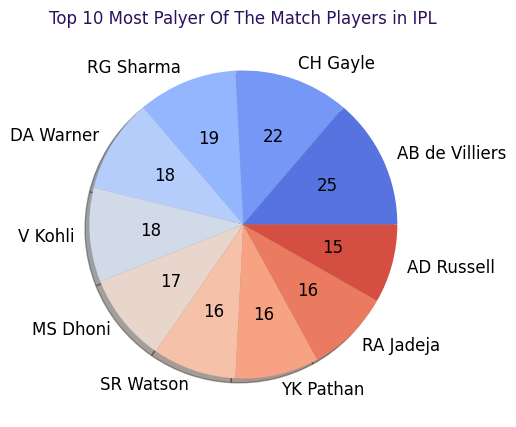 Top 10 Most Palyer Of The Match Players in IPL
CH Gayle
RG Sharma
AB de Villiers
DA Warner
V Kohli
MS Dhoni
SR Watson
YK Pathan
RA Jadeja
AD Russell
22
19
25
18
18
17
16
16
16
15